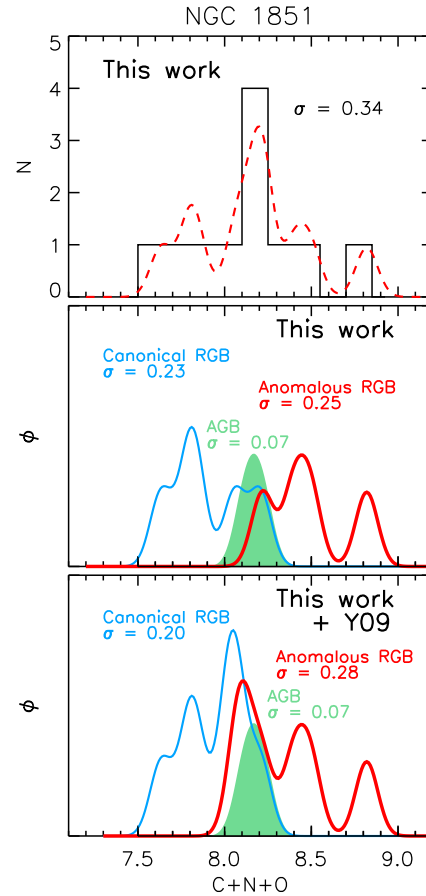 NGC 1851
5
4
3
2
1
0
N
This work
σ = 0.34
This work
Canonical RGB
σ = 0.23
Anomalous RGB
σ = 0.25
AGB
σ = 0.07
ϕ
This work
+ Y09
Canonical RGB
σ = 0.20
Anomalous RGB
σ = 0.28
AGB
σ = 0.07
ϕ
7.5 8.0 8.5 9.0
C+N+O